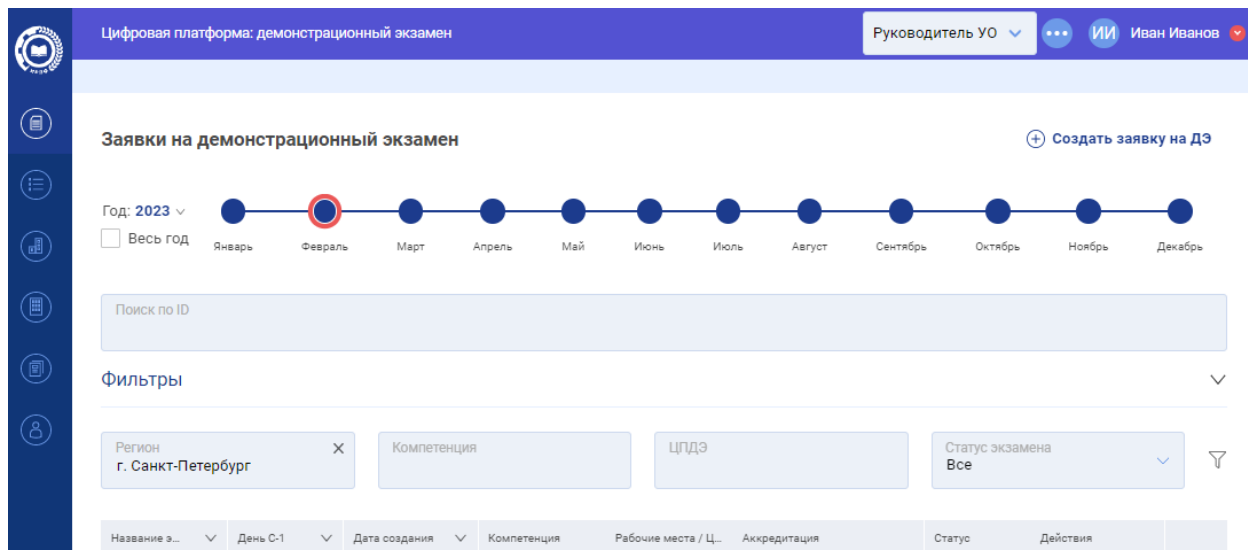 Цифровая платформа: демонстрационный экзамен
Руководитель УО
ИИ
Иван Иванов
Заявки на демонстрационный экзамен
Создать заявку на ДЭ
Год: 2023
Весь год
Январь Февраль Март Апрель Май Июнь Июль Август Сентябрь Октябрь Ноябрь Декабрь
Поиск по ID
Фильтры
Регион
г. Санкт-Петербург
Компетенция
ЦПДЭ
Статус экзамена
Все
Название э... День С-1 Дата создания Компетенция Рабочие места / Ц... Аккредитация Статус Действия